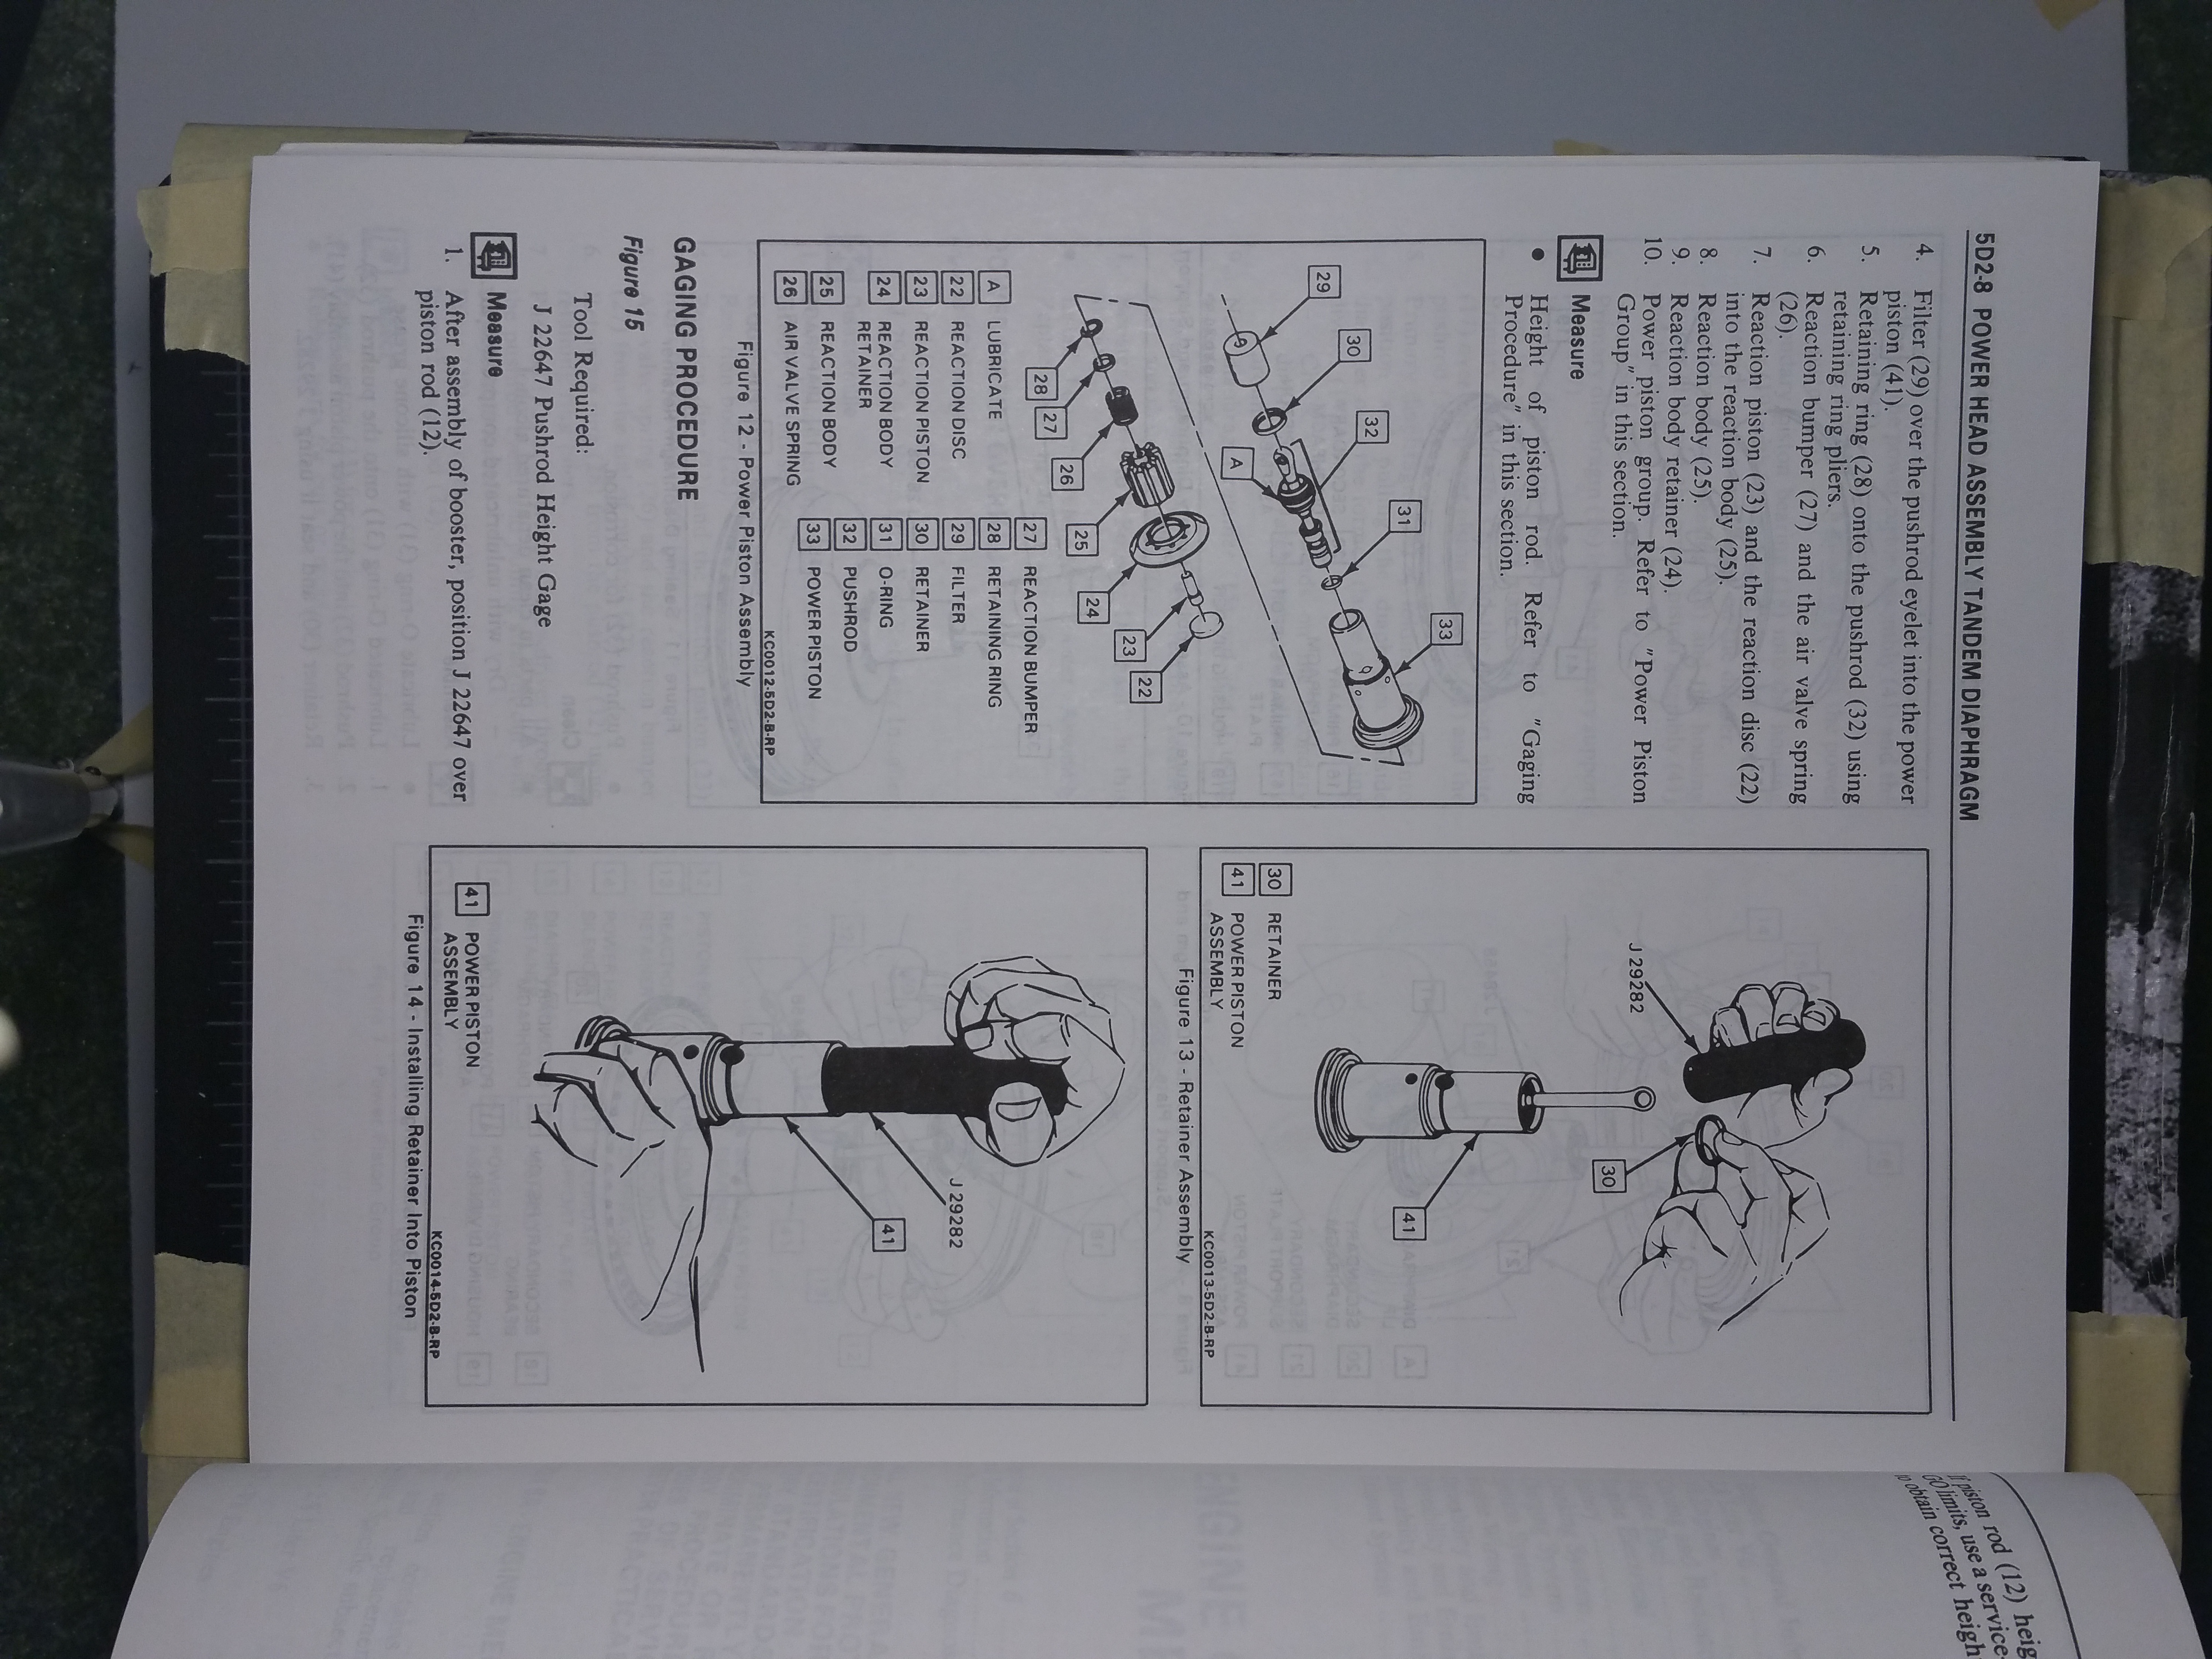 5D2-8 POWER HEAD ASSEMBLY TANDEM DIAPHRAGM
4. Filter (29) over the pushrod eyelet into the power
piston (41).
5. Retaining ring (28) onto the pushrod (32) using
retaining ring pliers.
6. Reaction bumper (27) and the air valve spring
(26).
7. Reaction piston (23) and the reaction disc (22)
into the reaction body (25).
8. Reaction body (25).
9. Reaction body retainer (24).
10. Power piston group. Refer to "Power Piston
Group" in this section.
Measure
• Height of piston rod. Refer to "Gaging
Procedure" in this section.
29
30
32
A
31
33
28
27
26
25
24
23
22
A LUBRICATE
22 REACTION DISC
23 REACTION PISTON
24 REACTION BODY
RETAINER
25 REACTION BODY
26 AIR VALVE SPRING
27 REACTION BUMPER
28 RETAINING RING
29 FILTER
30 RETAINER
31 O-RING
32 PUSHROD
33 POWER PISTON
KC0012-5D2-B-RP
Figure 12 - Power Piston Assembly
GAGING PROCEDURE
Figure 15
Tool Required:
J 22647 Pushrod Height Gage
Measure
1. After assembly of booster, position J 22647 over
piston rod (12).
J 29282
30
41
30 RETAINER
41 POWER PISTON
ASSEMBLY
KC0013-5D2-B-RP
Figure 13 - Retainer Assembly
J 29282
41
41 POWER PISTON
ASSEMBLY
KC0014-5D2-B-RP
Figure 14 - Installing Retainer Into Piston
If piston rod (12) heig
GO limits, use a service-
to obtain correct heigh